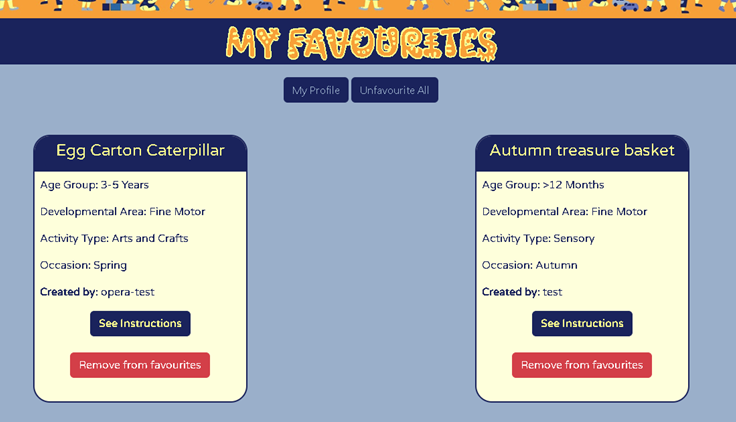 MY FAVOURITES
My Profile
Unfavourite All
Egg Carton Caterpillar
Age Group: 3-5 Years
Developmental Area: Fine Motor
Activity Type: Arts and Crafts
Occasion: Spring
Created by: opera-test
See Instructions
Remove from favourites
Autumn treasure basket
Age Group: >12 Months
Developmental Area: Fine Motor
Activity Type: Sensory
Occasion: Autumn
Created by: test
See Instructions
Remove from favourites